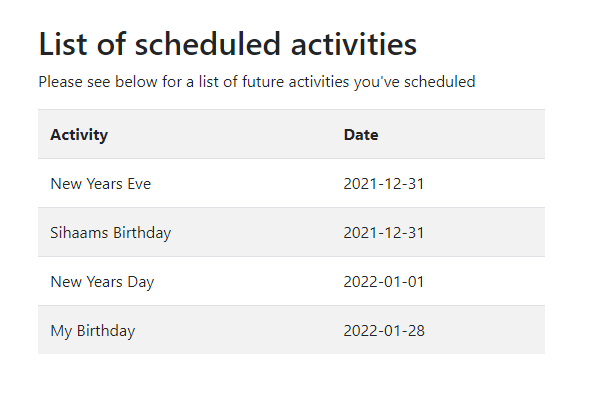 List of scheduled activities
Please see below for a list of future activities you've scheduled
Activity Date
New Years Eve 2021-12-31
Sihaams Birthday 2021-12-31
New Years Day 2022-01-01
My Birthday 2022-01-28